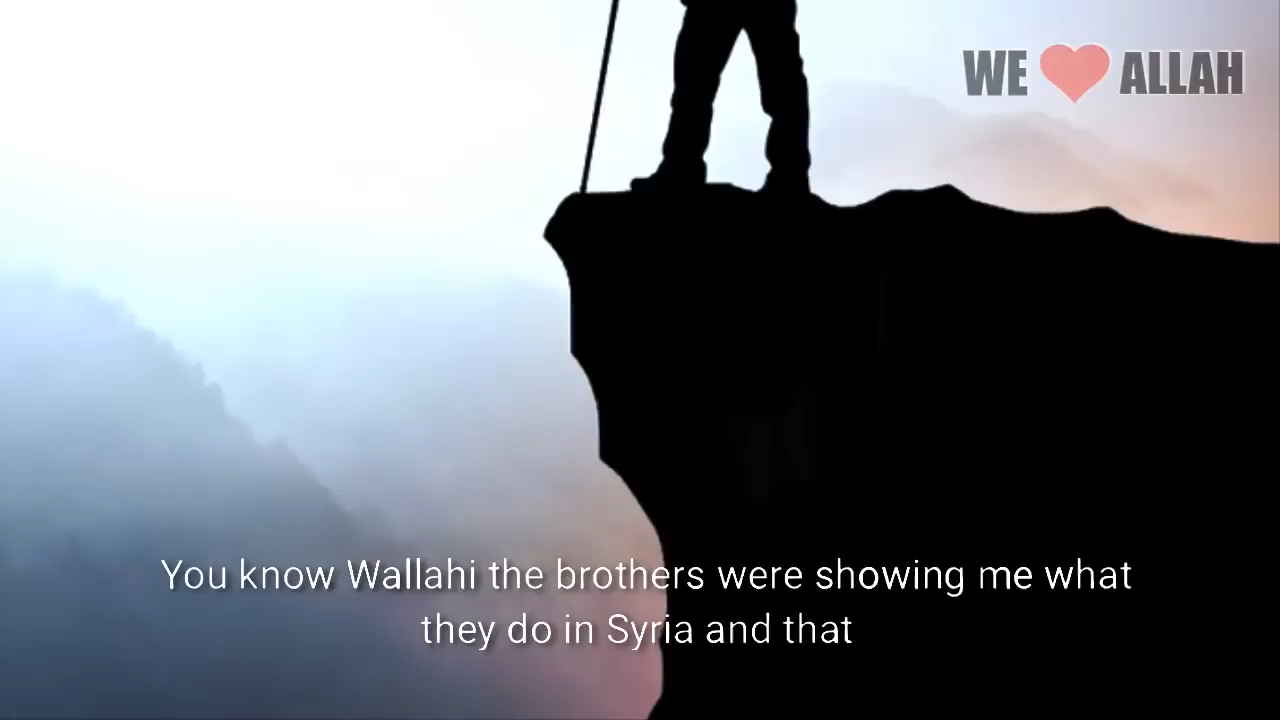 WE ALLAH
You know Wallahi the brothers were showing me what
they do in Syria and that